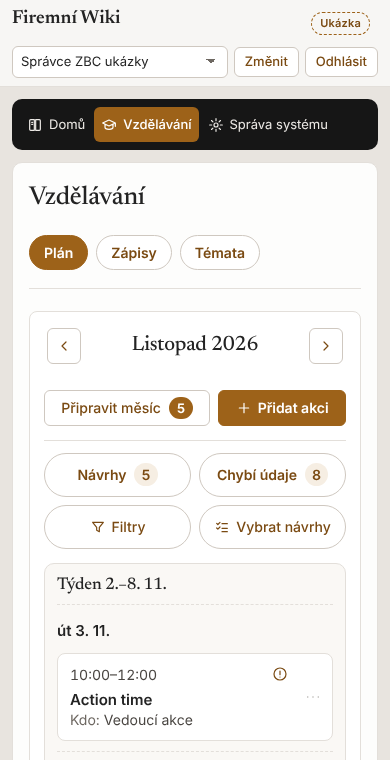 Firemní Wiki
Ukázka
Správce ZBC ukázky
Změnit
Odhlásit
Domů
Vzdělávání
Správa systému
Vzdělávání
Plán
Zápisy
Témata
Listopad 2026
Připravit měsíc 5
Přidat akci
Návrhy 5
Chybí údaje 8
Filtry
Vybrat návrhy
Týden 2.–8. 11.
út 3. 11.
10:00–12:00
Action time
Kdo: Vedoucí akce